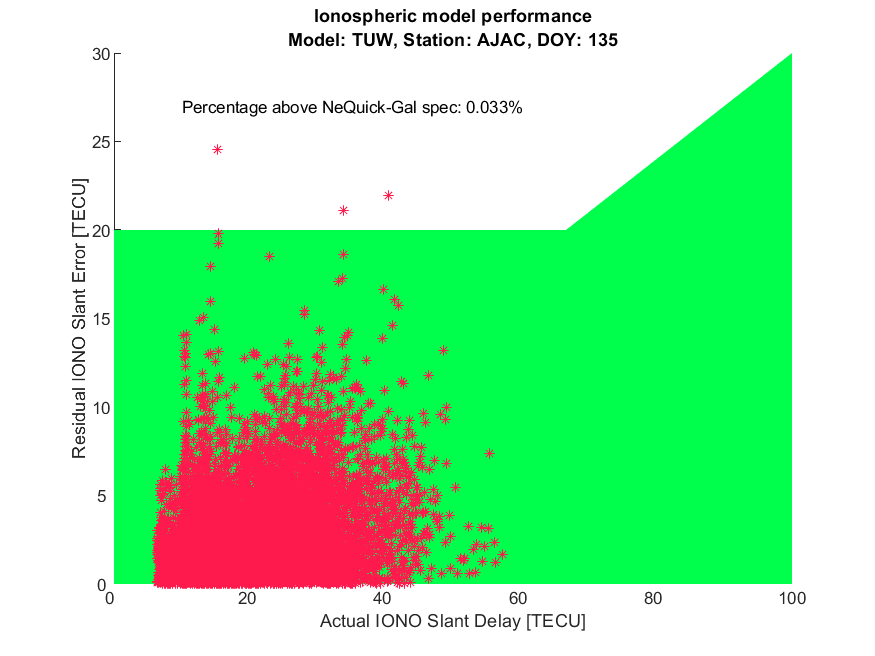 Ionospheric model performance
Model: TUW, Station: AJAC, DOY: 135
Percentage above NeQuick-Gal spec: 0.033%
Residual IONO Slant Error [TECU]
30
25
20
15
10
5
0
0 20 40 60 80 100
Actual IONO Slant Delay [TECU]